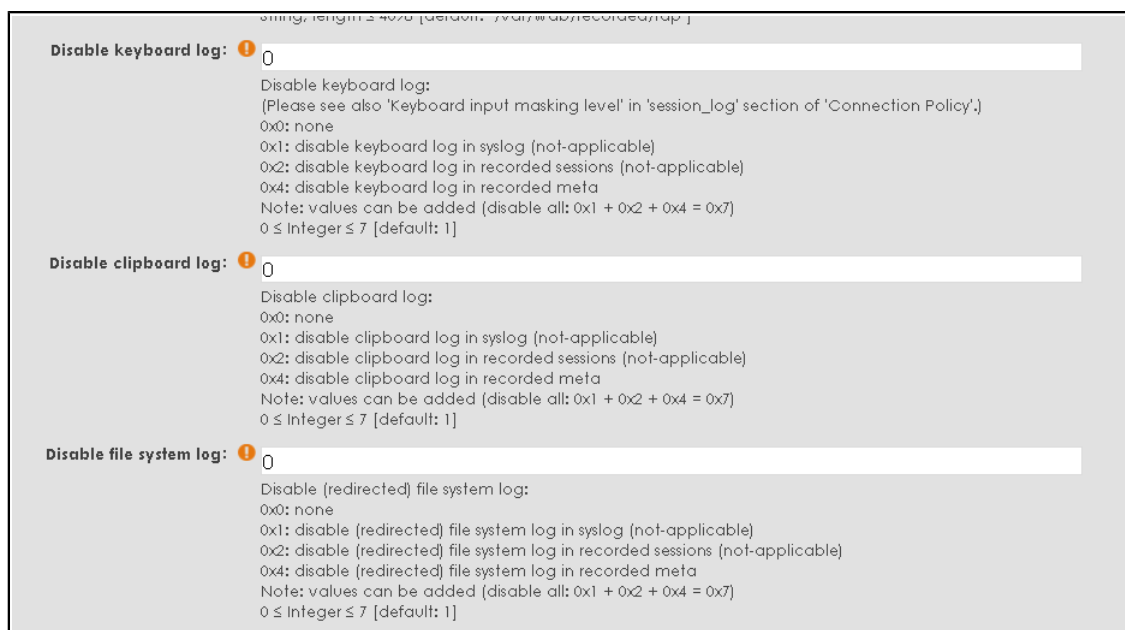 string, length ≤ 4096 [default: '/var/wab/recorded/rdp']
Disable keyboard log: 0
Disable keyboard log:
(Please see also 'Keyboard input masking level' in 'session_log' section of 'Connection Policy'.)
0x0: none
0x1: disable keyboard log in syslog (not-applicable)
0x2: disable keyboard log in recorded sessions (not-applicable)
0x4: disable keyboard log in recorded meta
Note: values can be added (disable all: 0x1 + 0x2 + 0x4 = 0x7)
0 ≤ Integer ≤ 7 [default: 1]
Disable clipboard log: 0
Disable clipboard log:
0x0: none
0x1: disable clipboard log in syslog (not-applicable)
0x2: disable clipboard log in recorded sessions (not-applicable)
0x4: disable clipboard log in recorded meta
Note: values can be added (disable all: 0x1 + 0x2 + 0x4 = 0x7)
0 ≤ Integer ≤ 7 [default: 1]
Disable file system log: 0
Disable (redirected) file system log:
0x0: none
0x1: disable (redirected) file system log in syslog (not-applicable)
0x2: disable (redirected) file system log in recorded sessions (not-applicable)
0x4: disable (redirected) file system log in recorded meta
Note: values can be added (disable all: 0x1 + 0x2 + 0x4 = 0x7)
0 ≤ Integer ≤ 7 [default: 1]